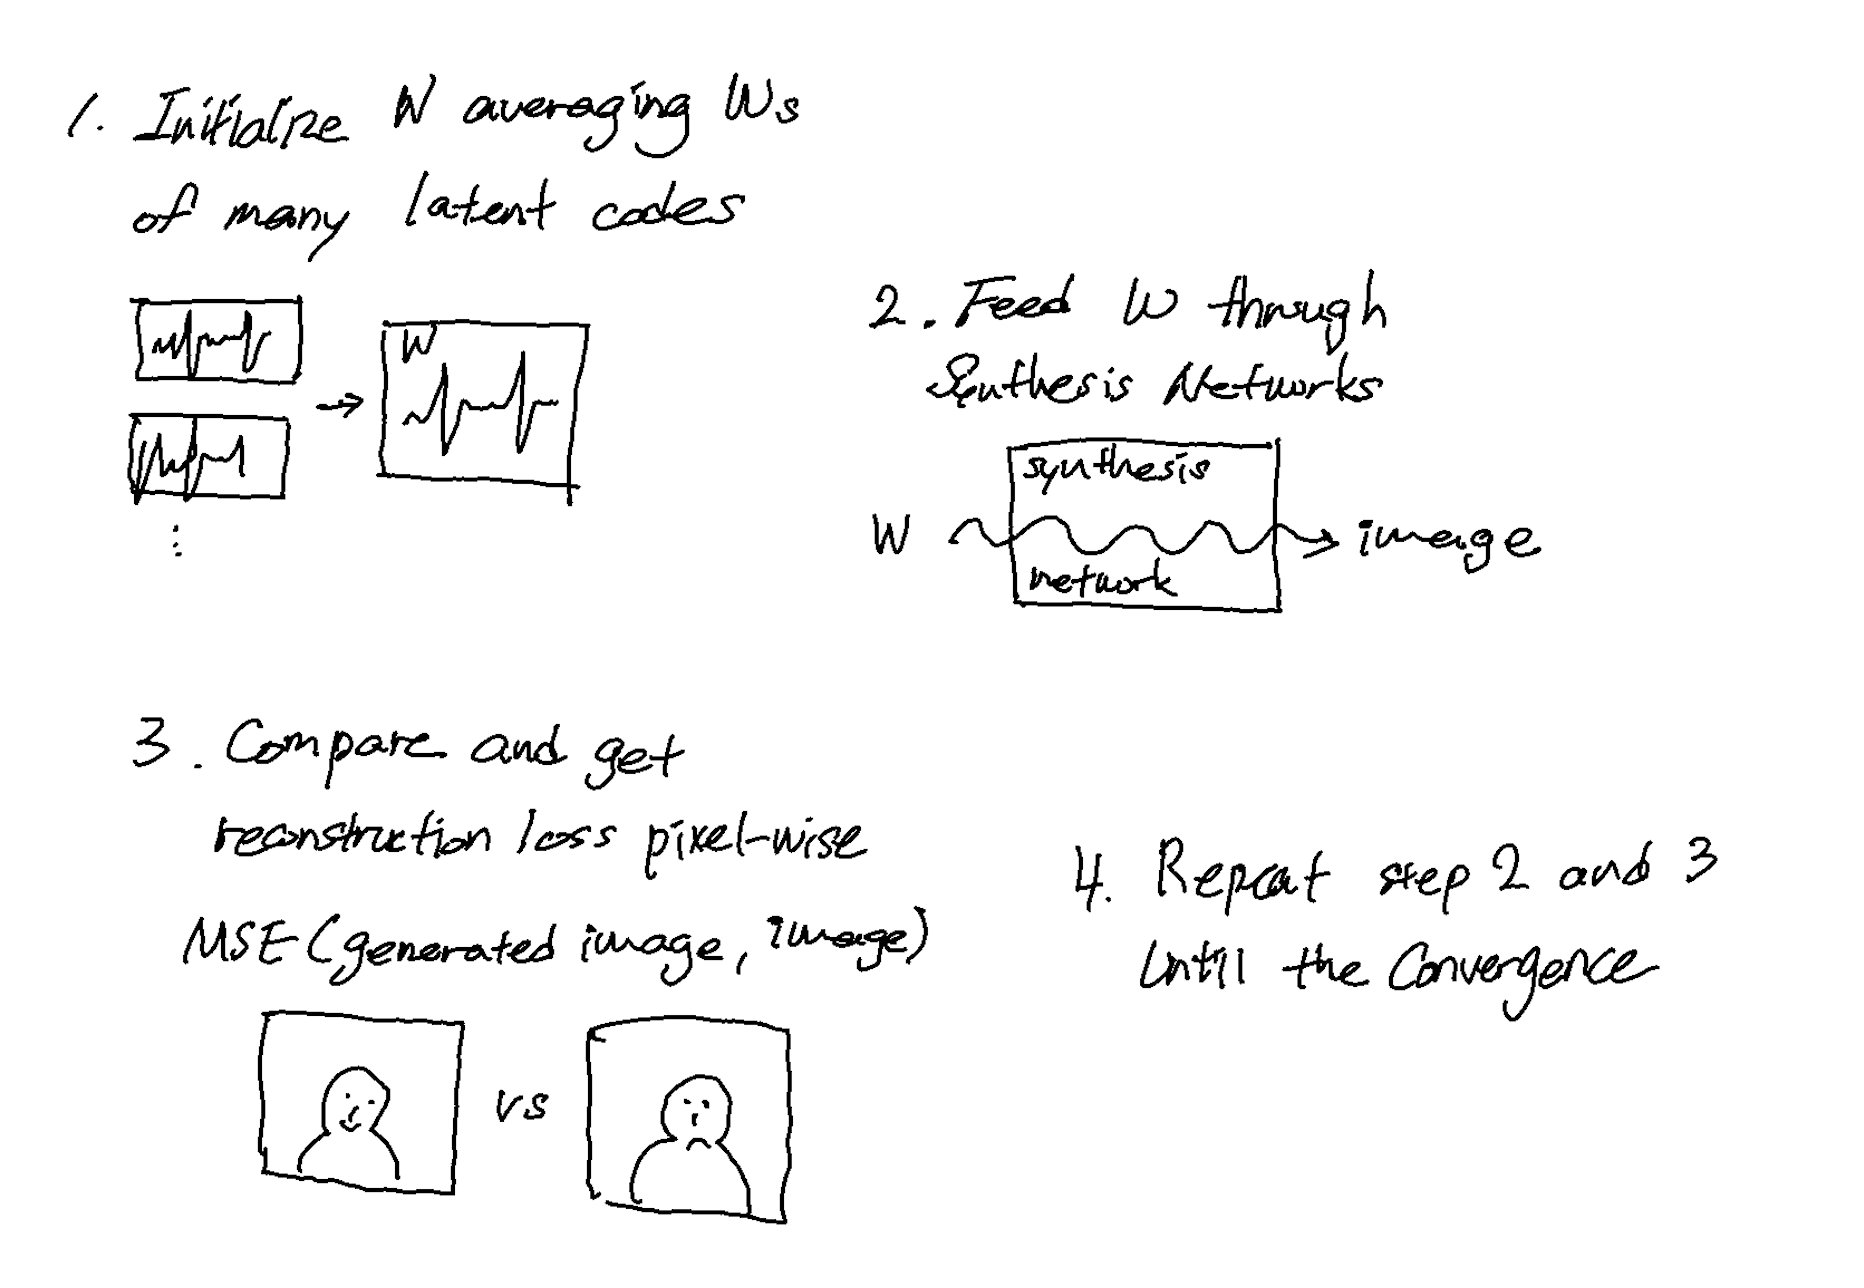 1. Initialize W averaging Ws
of many latent codes
W
2. Feed W through
Synthesis Networks
synthesis
W image
network
3. Compare and get
reconstruction loss pixel-wise
MSE (generated image, image)
vs
4. Repeat step 2 and 3
Untill the Convergence